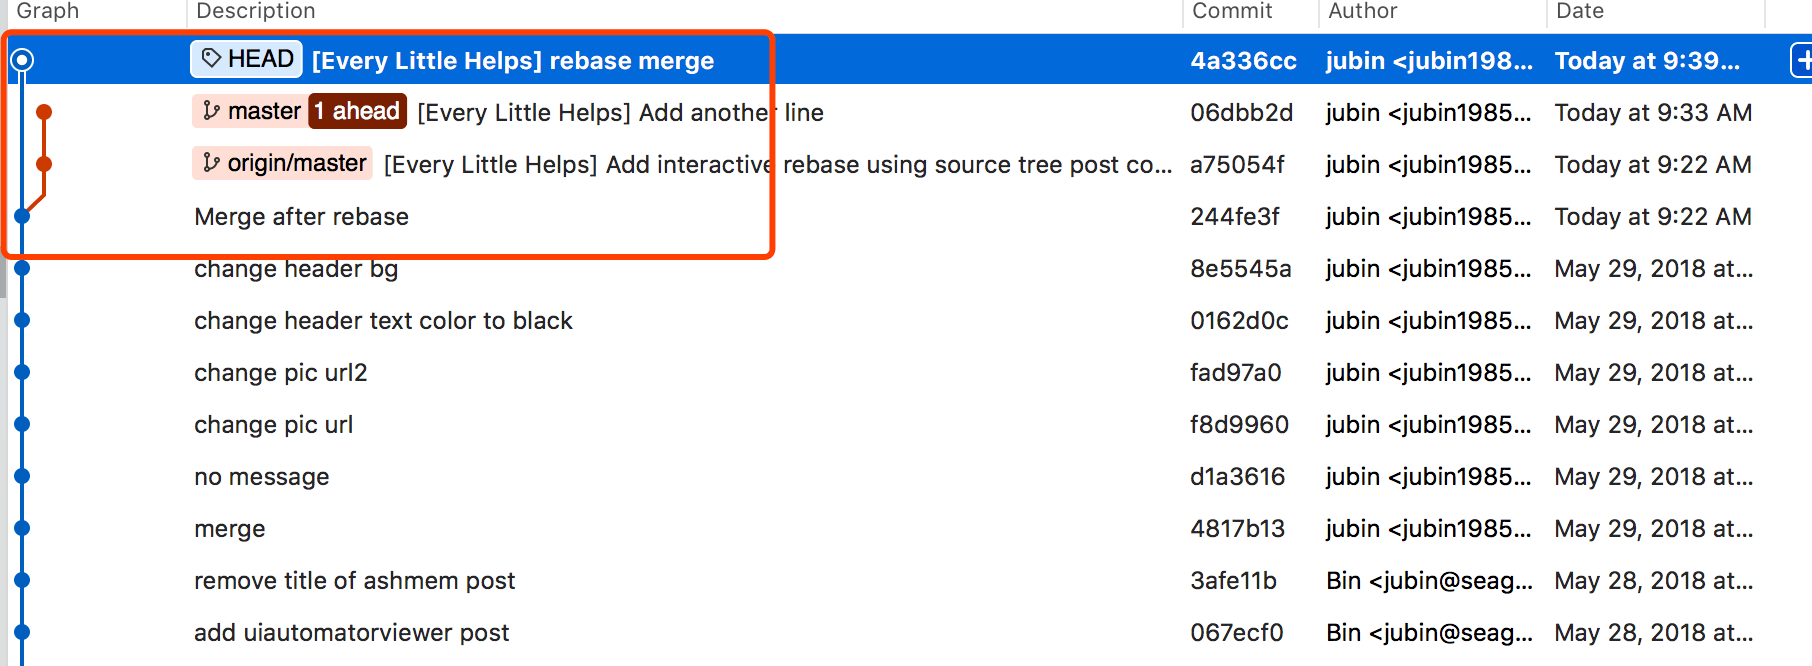 Graph Description Commit Author Date
HEAD [Every Little Helps] rebase merge 4a336cc jubin <jubin198... Today at 9:39...
master 1 ahead [Every Little Helps] Add another line 06dbb2d jubin <jubin1985... Today at 9:33 AM
origin/master [Every Little Helps] Add interactive rebase using source tree post co... a75054f jubin <jubin1985... Today at 9:22 AM
Merge after rebase 244fe3f jubin <jubin1985... Today at 9:22 AM
change header bg 8e5545a jubin <jubin1985... May 29, 2018 at...
change header text color to black 0162d0c jubin <jubin1985... May 29, 2018 at...
change pic url2 fad97a0 jubin <jubin1985... May 29, 2018 at...
change pic url f8d9960 jubin <jubin1985... May 29, 2018 at...
no message d1a3616 jubin <jubin1985... May 29, 2018 at...
merge 4817b13 jubin <jubin1985... May 29, 2018 at...
remove title of ashmem post 3afe11b Bin <jubin@seag... May 28, 2018 at...
add uiautomatorviewer post 067ecf0 Bin <jubin@seag... May 28, 2018 at...